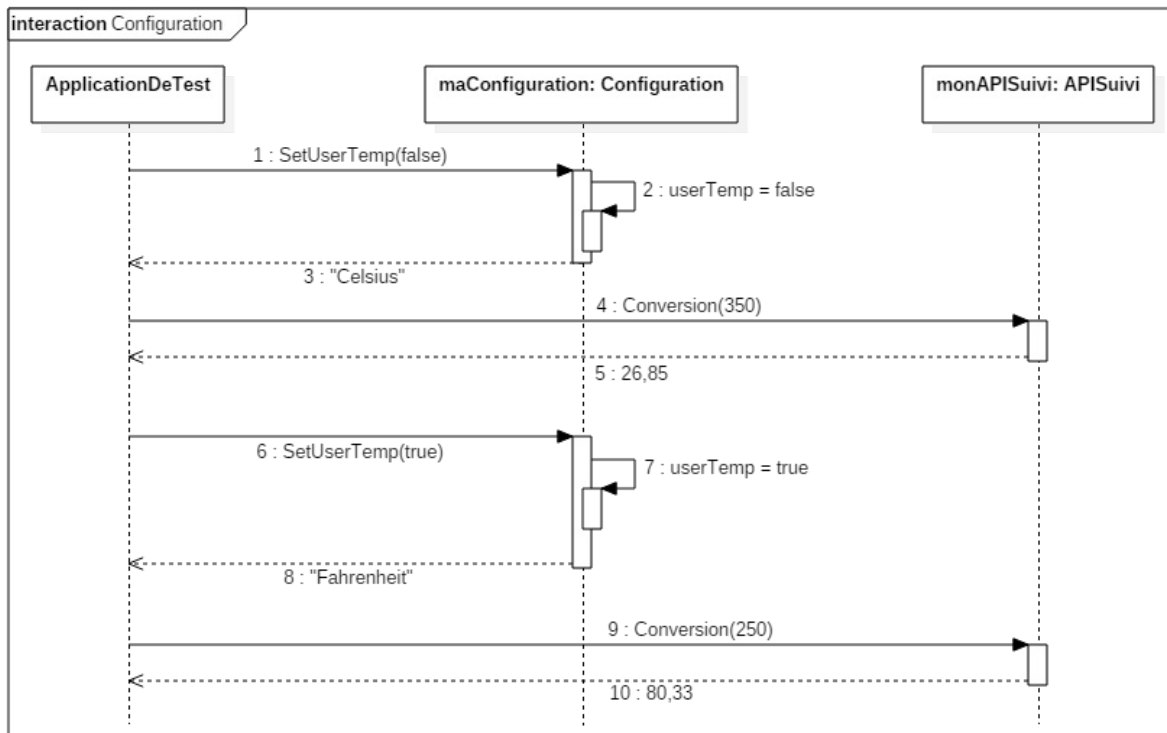 interaction Configuration
ApplicationDeTest
maConfiguration: Configuration
monAPISuivi: APISuivi
1 : SetUserTemp(false)
2 : userTemp = false
3 : "Celsius"
4 : Conversion(350)
5 : 26,85
6 : SetUserTemp(true)
7 : userTemp = true
8 : "Fahrenheit"
9 : Conversion(250)
10 : 80,33